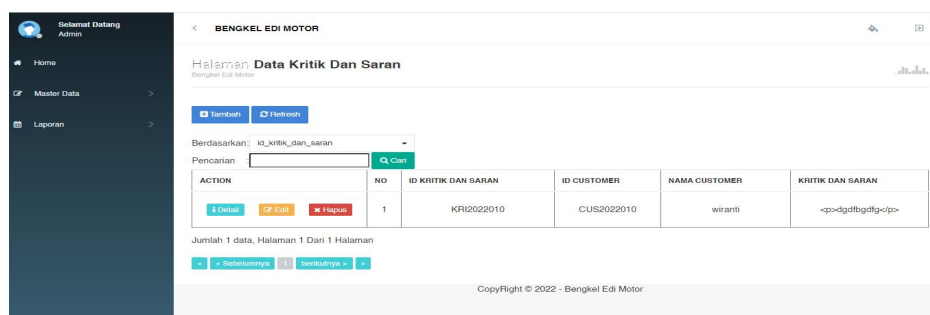 Selamat Datang
Admin
Home
Master Data >
Laporan >
< BENGKEL EDI MOTOR
Halaman Data Kritik Dan Saran
Bengkel Edi Motor
Tambah Refresh
Berdasarkan: id_kritik_dan_saran
Pencarian : Cari
ACTION NO ID KRITIK DAN SARAN ID CUSTOMER NAMA CUSTOMER KRITIK DAN SARAN
Detail Edit Hapus 1 KRI2022010 CUS2022010 wiranti <p>dgdfbgdfg</p>
Jumlah 1 data, Halaman 1 Dari 1 Halaman
« « Sebelumnya 1 berikutnya » »
CopyRight © 2022 - Bengkel Edi Motor